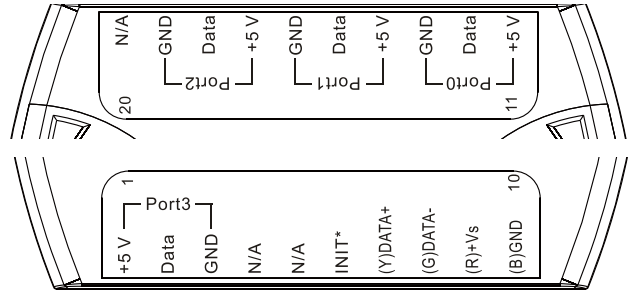 N/A GND Data +5 V GND Data +5 V GND Data +5 V
Port2 Port1 Port0
20 11
1 10
Port3
+5 V Data GND N/A N/A INIT* (Y)DATA+ (G)DATA- (R)+Vs (B)GND